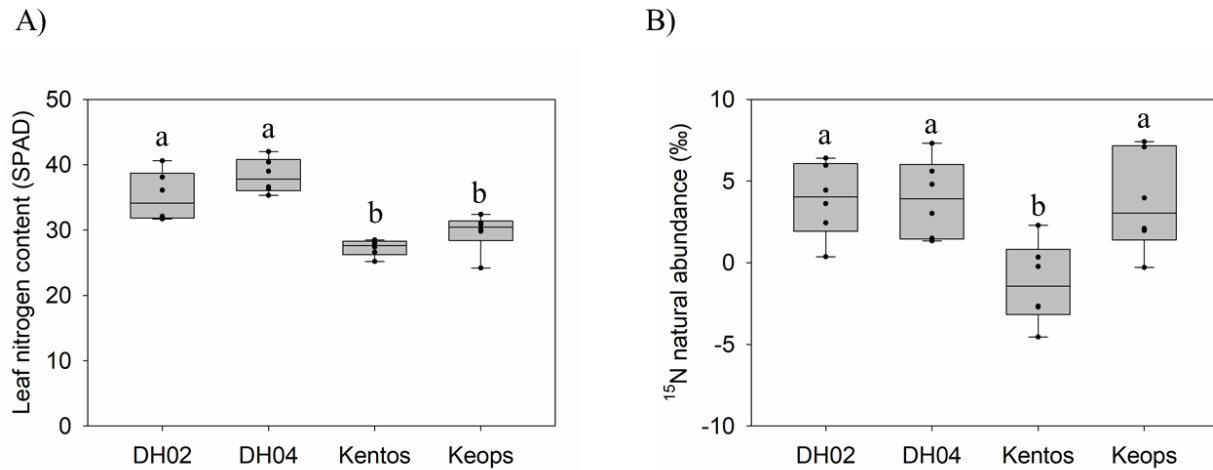 A)
B)
Leaf nitrogen content (SPAD)
50
40
30
20
10
0
a
a
b
b
DH02 DH04 Kentos Keops
¹⁵N natural abundance (‰)
10
5
0
-5
-10
a
a
b
a
DH02 DH04 Kentos Keops